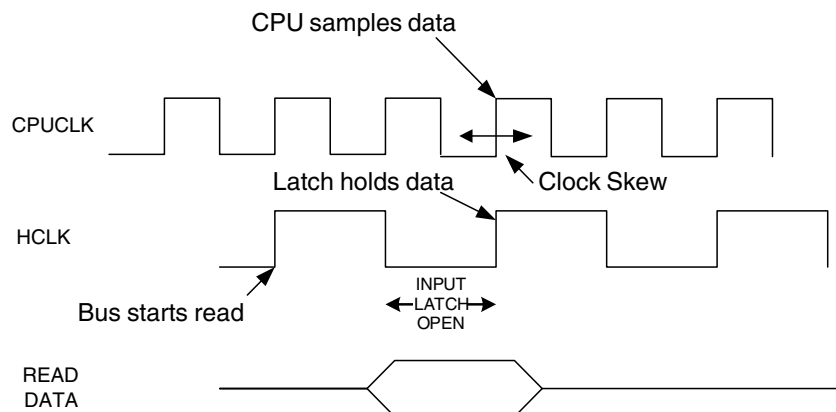 CPU samples data
CPUCLK
Latch holds data
Clock Skew
HCLK
INPUT
LATCH
OPEN
Bus starts read
READ
DATA